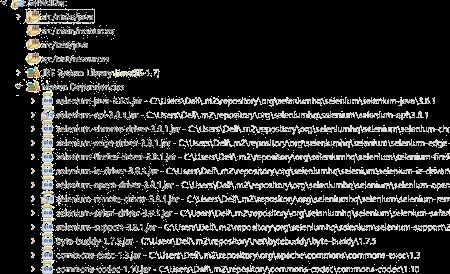 src/main/java
src/main/resources
src/test/java
src/test/resources
JRE System Library
Maven Dependencies
selenium-java-3.8.1.jar - C:\Users\Dell\.m2\repository\org\seleniumhq\selenium\selenium-java\3.8.1
selenium-api-3.8.1.jar - C:\Users\Dell\.m2\repository\org\seleniumhq\selenium\selenium-api\3.8.1
selenium-chrome-driver-3.8.1.jar - C:\Users\Dell\.m2\repository\org\seleniumhq\selenium\selenium-chr
selenium-edge-driver-3.8.1.jar - C:\Users\Dell\.m2\repository\org\seleniumhq\selenium\selenium-edge-
selenium-firefox-driver-3.8.1.jar - C:\Users\Dell\.m2\repository\org\seleniumhq\selenium\selenium-firef
selenium-ie-driver-3.8.1.jar - C:\Users\Dell\.m2\repository\org\seleniumhq\selenium\selenium-ie-driver\
selenium-opera-driver-3.8.1.jar - C:\Users\Dell\.m2\repository\org\seleniumhq\selenium\selenium-opera
selenium-remote-driver-3.8.1.jar - C:\Users\Dell\.m2\repository\org\seleniumhq\selenium\selenium-rem
selenium-safari-driver-3.8.1.jar - C:\Users\Dell\.m2\repository\org\seleniumhq\selenium\selenium-safari
selenium-support-3.8.1.jar - C:\Users\Dell\.m2\repository\org\seleniumhq\selenium\selenium-support\3.
byte-buddy-1.7.5.jar - C:\Users\Dell\.m2\repository\net\bytebuddy\byte-buddy\1.7.5
commons-exec-1.3.jar - C:\Users\Dell\.m2\repository\org\apache\commons\commons-exec\1.3
commons-codec-1.10.jar - C:\Users\Dell\.m2\repository\commons-codec\commons-codec\1.10